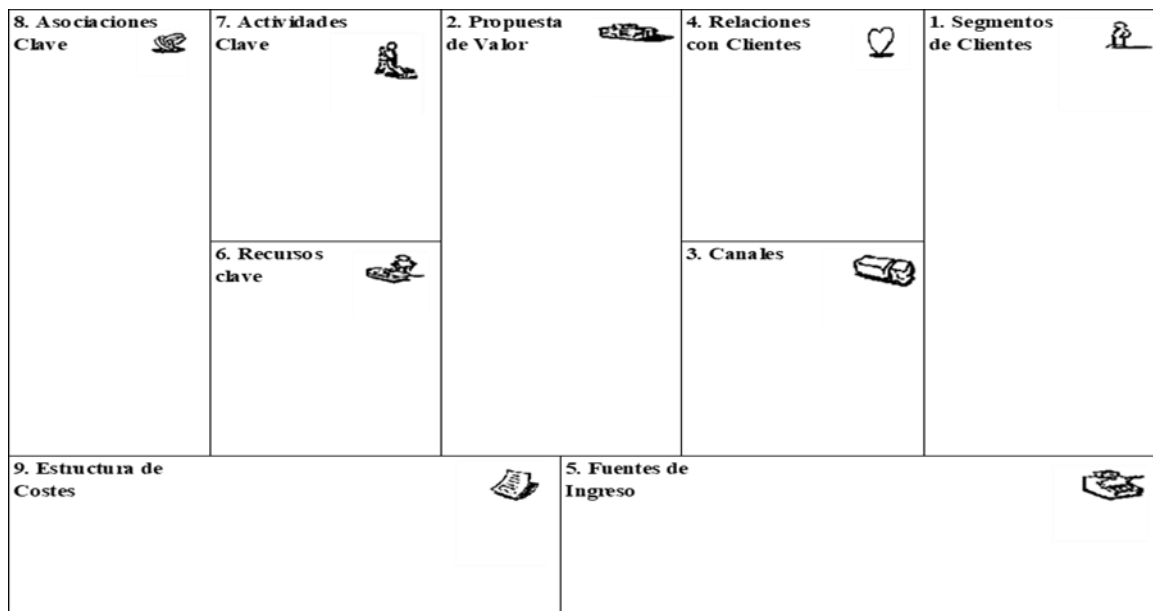 8. Asociaciones
Clave
7. Actividades
Clave
2. Propuesta
de Valor
4. Relaciones
con Clientes
1. Segmentos
de Clientes
6. Recursos
clave
3. Canales
9. Estructura de
Costes
5. Fuentes de
Ingreso